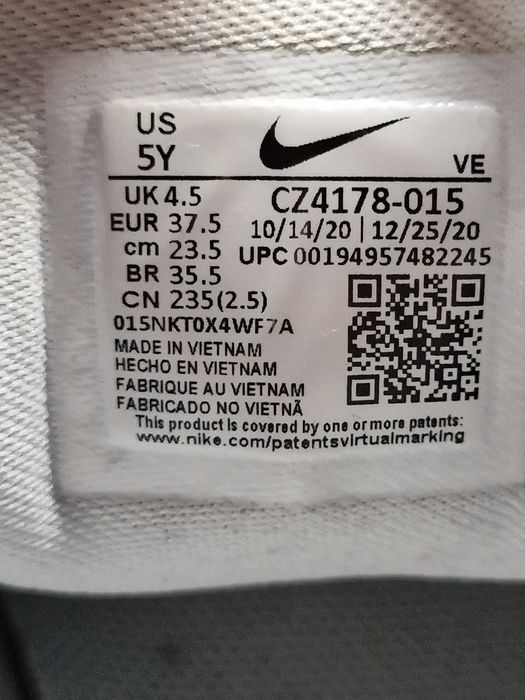 US
5Y
VE
UK 4.5
EUR 37.5
cm 23.5
BR 35.5
CN 235(2.5)
CZ4178-015
10/14/20 | 12/25/20
UPC 00194957482245
015NKT0X4WF7A
MADE IN VIETNAM
HECHO EN VIETNAM
FABRIQUE AU VIETNAM
FABRICADO NO VIETNÃ
This product is covered by one or more patents:
www.nike.com/patentsvirtualmarking